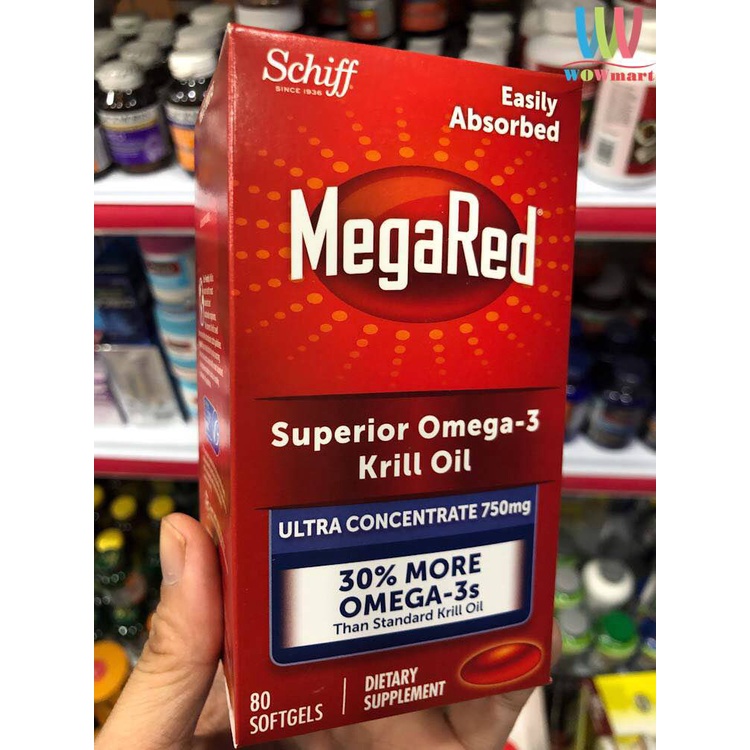 WOWmart
Schiff
SINCE 1936
Easily
Absorbed
MegaRed®
Superior Omega-3
Krill Oil
ULTRA CONCENTRATE 750mg
30% MORE
OMEGA-3s
Than Standard Krill Oil
80
SOFTGELS
DIETARY
SUPPLEMENT